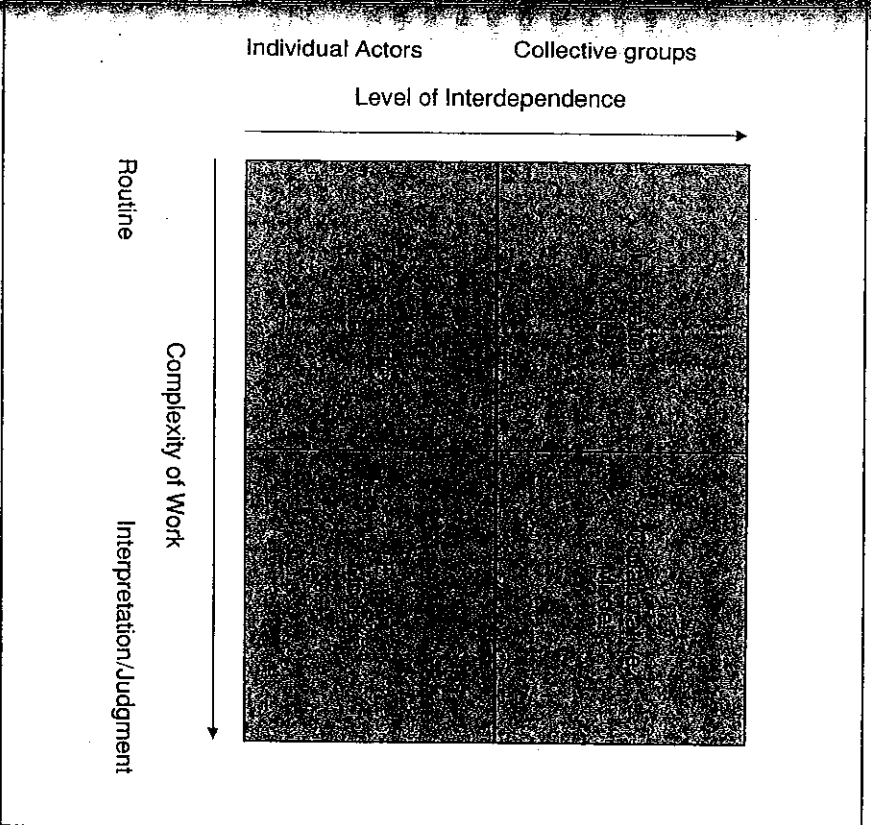 Individual Actors
Collective groups
Level of Interdependence
Routine
Complexity of Work
Interpretation/Judgment